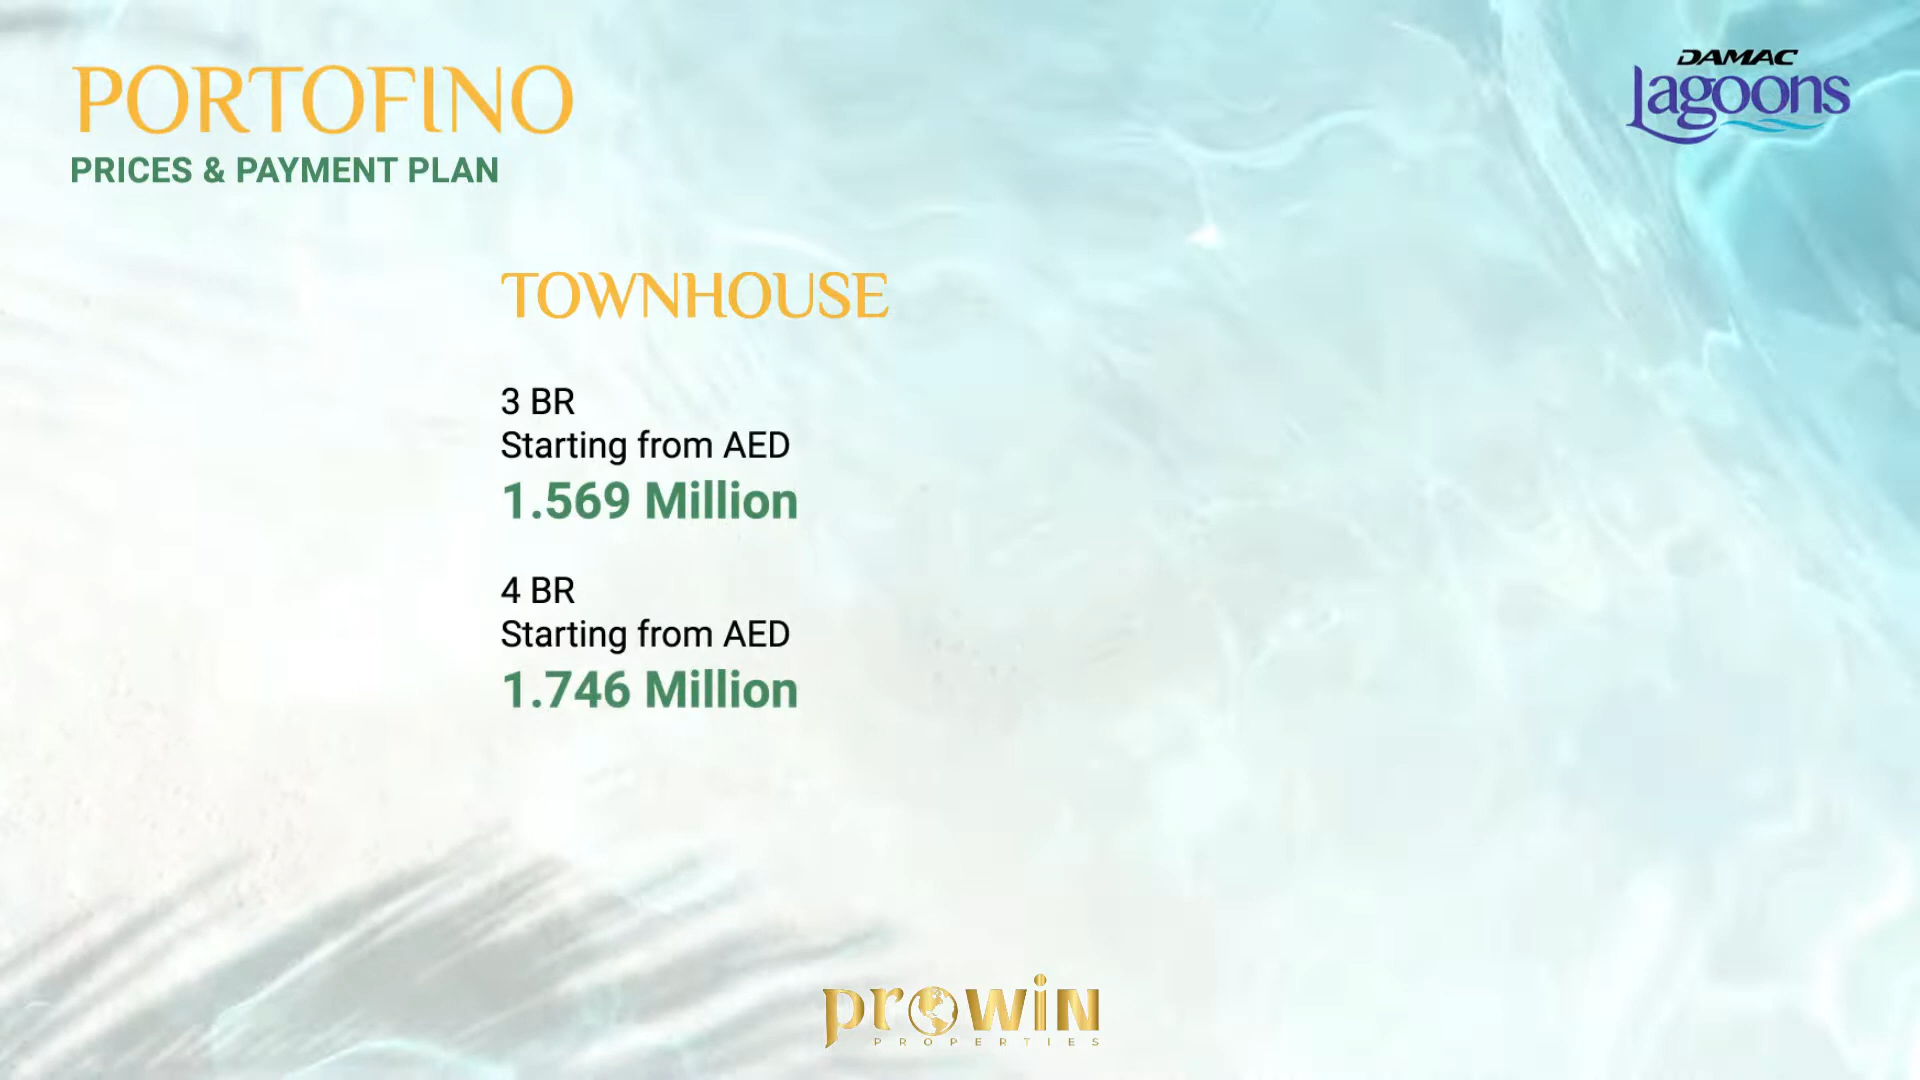 PORTOFINO
PRICES & PAYMENT PLAN
DAMAC
lagoons
TOWNHOUSE
3 BR
Starting from AED
1.569 Million
4 BR
Starting from AED
1.746 Million
prowin
PROPERTIES